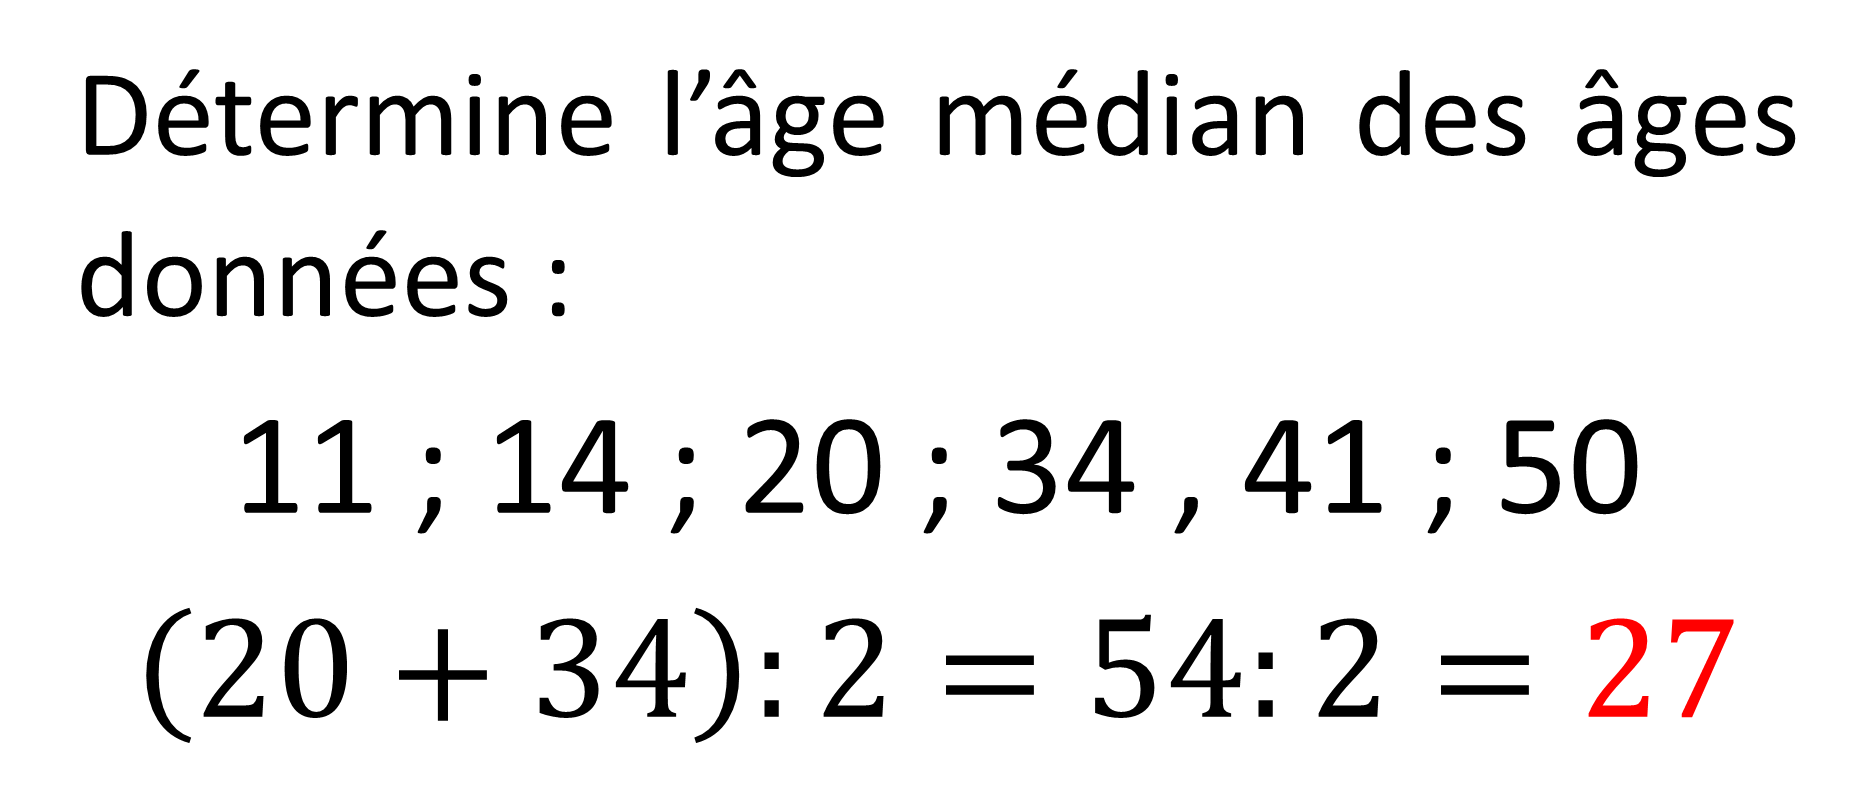 Détermine l’âge médian des âges
données :
11 ; 14 ; 20 ; 34 , 41 ; 50
(20 + 34): 2 = 54: 2 = 27